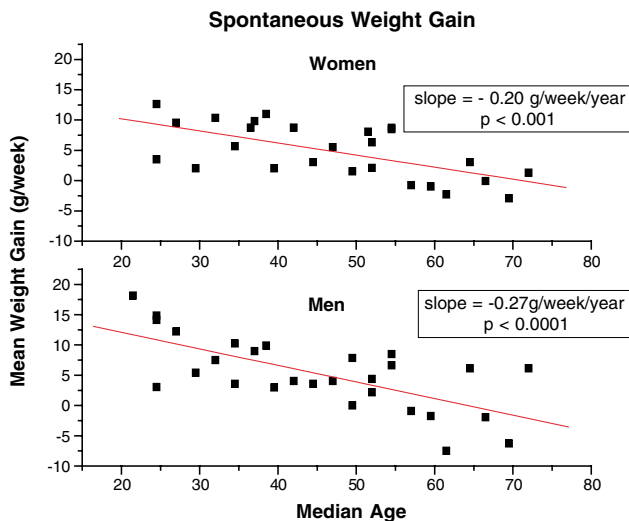 Spontaneous Weight Gain
Mean Weight Gain (g/week)
Women
slope = - 0.20 g/week/year
p < 0.001
20
15
10
5
0
-5
-10
20 30 40 50 60 70 80
Men
slope = -0.27g/week/year
p < 0.0001
20
15
10
5
0
-5
-10
20 30 40 50 60 70 80
Median Age